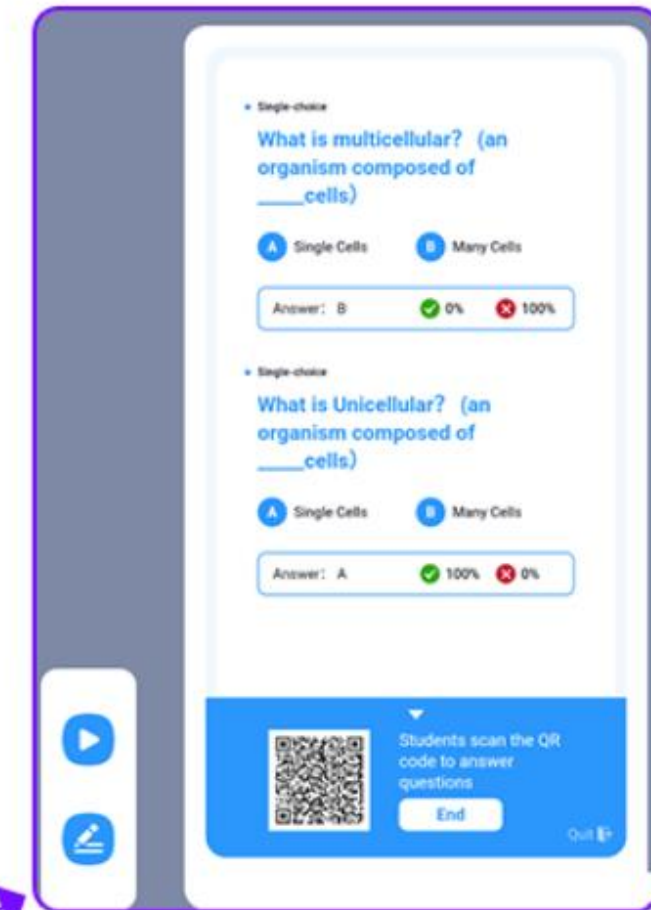 Single-choice
What is multicellular? (an
organism composed of
____cells)
A Single Cells B Many Cells
Answer: B 0% 100%
Single-choice
What is Unicellular? (an
organism composed of
____cells)
A Single Cells B Many Cells
Answer: A 100% 0%
Students scan the QR
code to answer
questions
End
Quit